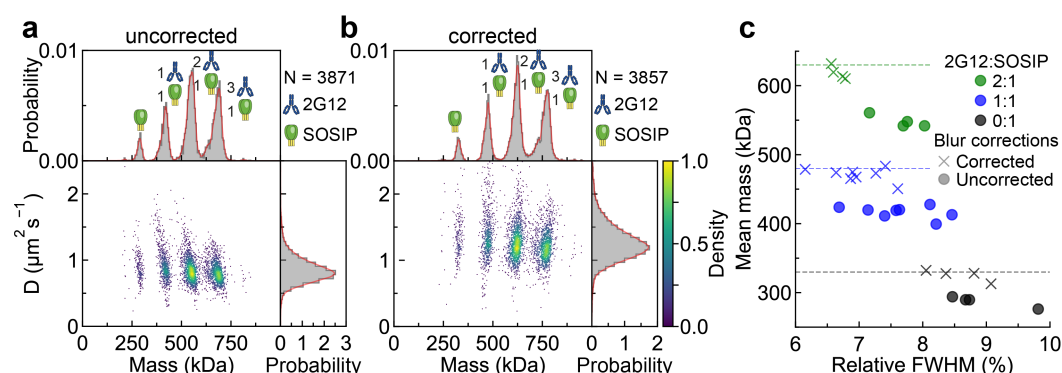 a
uncorrected
0.01
0.00
Probability
1
1
2
1
3
1
N = 3871
2G12
SOSIP
2
1
0
D (µm² s⁻¹)
0 250 500 750
Mass (kDa)
0 1 2 3
Probability
b
corrected
0.01
0.00
1
1
2
1
3
1
N = 3857
2G12
SOSIP
2
1
0
0 250 500 750
Mass (kDa)
0 1 2
Probability
1.0
0.5
0.0
Density
c
600
500
400
300
Mean mass (kDa)
2G12:SOSIP
2:1
1:1
0:1
Blur corrections
Corrected
Uncorrected
6 7 8 9 10
Relative FWHM (%)